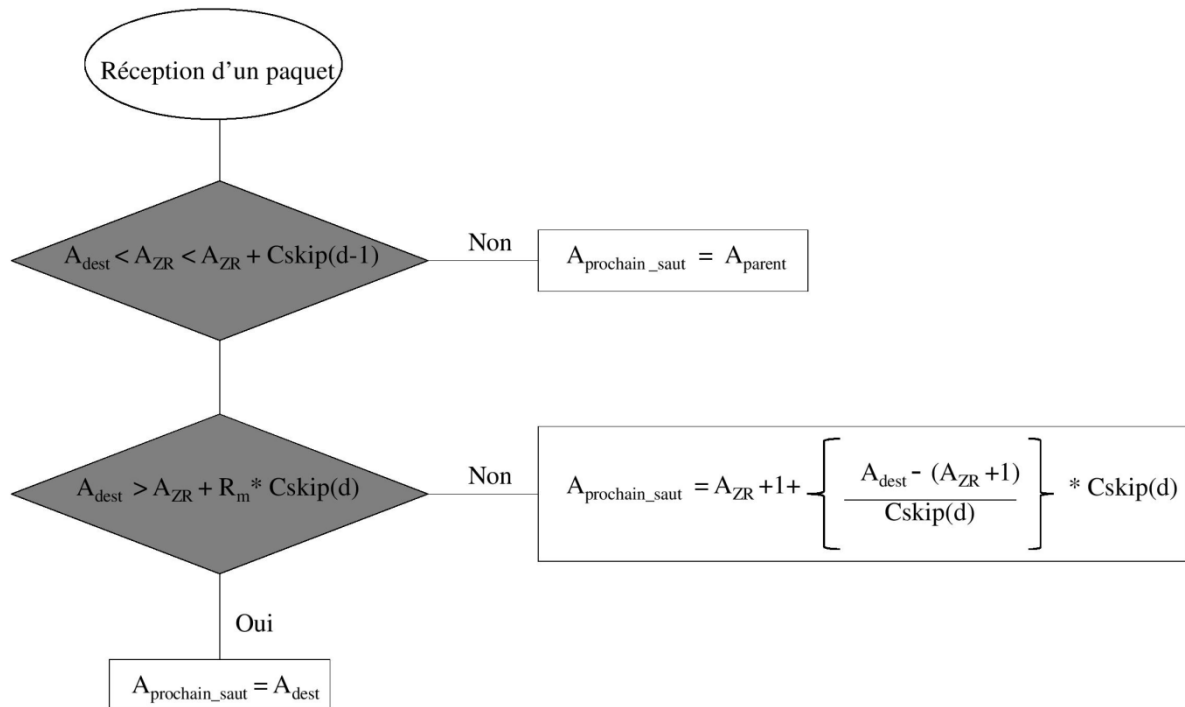 Réception d'un paquet
A_dest < A_ZR < A_ZR + Cskip(d-1)
Non
A_prochain_saut = A_parent
A_dest > A_ZR + R_m* Cskip(d)
Non
A_prochain_saut = A_ZR +1+ { A_dest - (A_ZR +1) / Cskip(d) } * Cskip(d)
Oui
A_prochain_saut = A_dest